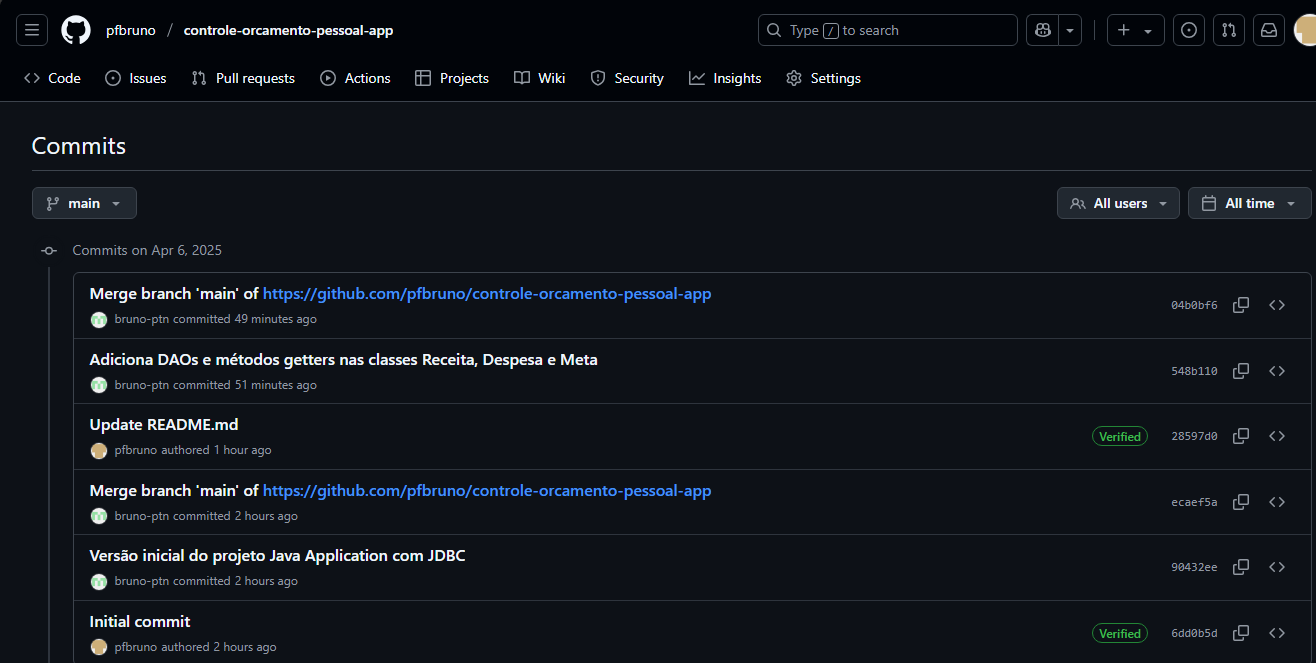 pfbruno / controle-orcamento-pessoal-app
Type / to search
Code Issues Pull requests Actions Projects Wiki Security Insights Settings
Commits
main All users All time
Commits on Apr 6, 2025
Merge branch 'main' of https://github.com/pfbruno/controle-orcamento-pessoal-app
bruno-ptn committed 49 minutes ago
04b0bf6
Adiciona DAOs e métodos getters nas classes Receita, Despesa e Meta
bruno-ptn committed 51 minutes ago
548b110
Update README.md
pfbruno authored 1 hour ago
Verified 28597d0
Merge branch 'main' of https://github.com/pfbruno/controle-orcamento-pessoal-app
bruno-ptn committed 2 hours ago
ecaef5a
Versão inicial do projeto Java Application com JDBC
bruno-ptn committed 2 hours ago
90432ee
Initial commit
pfbruno authored 2 hours ago
Verified 6dd0b5d